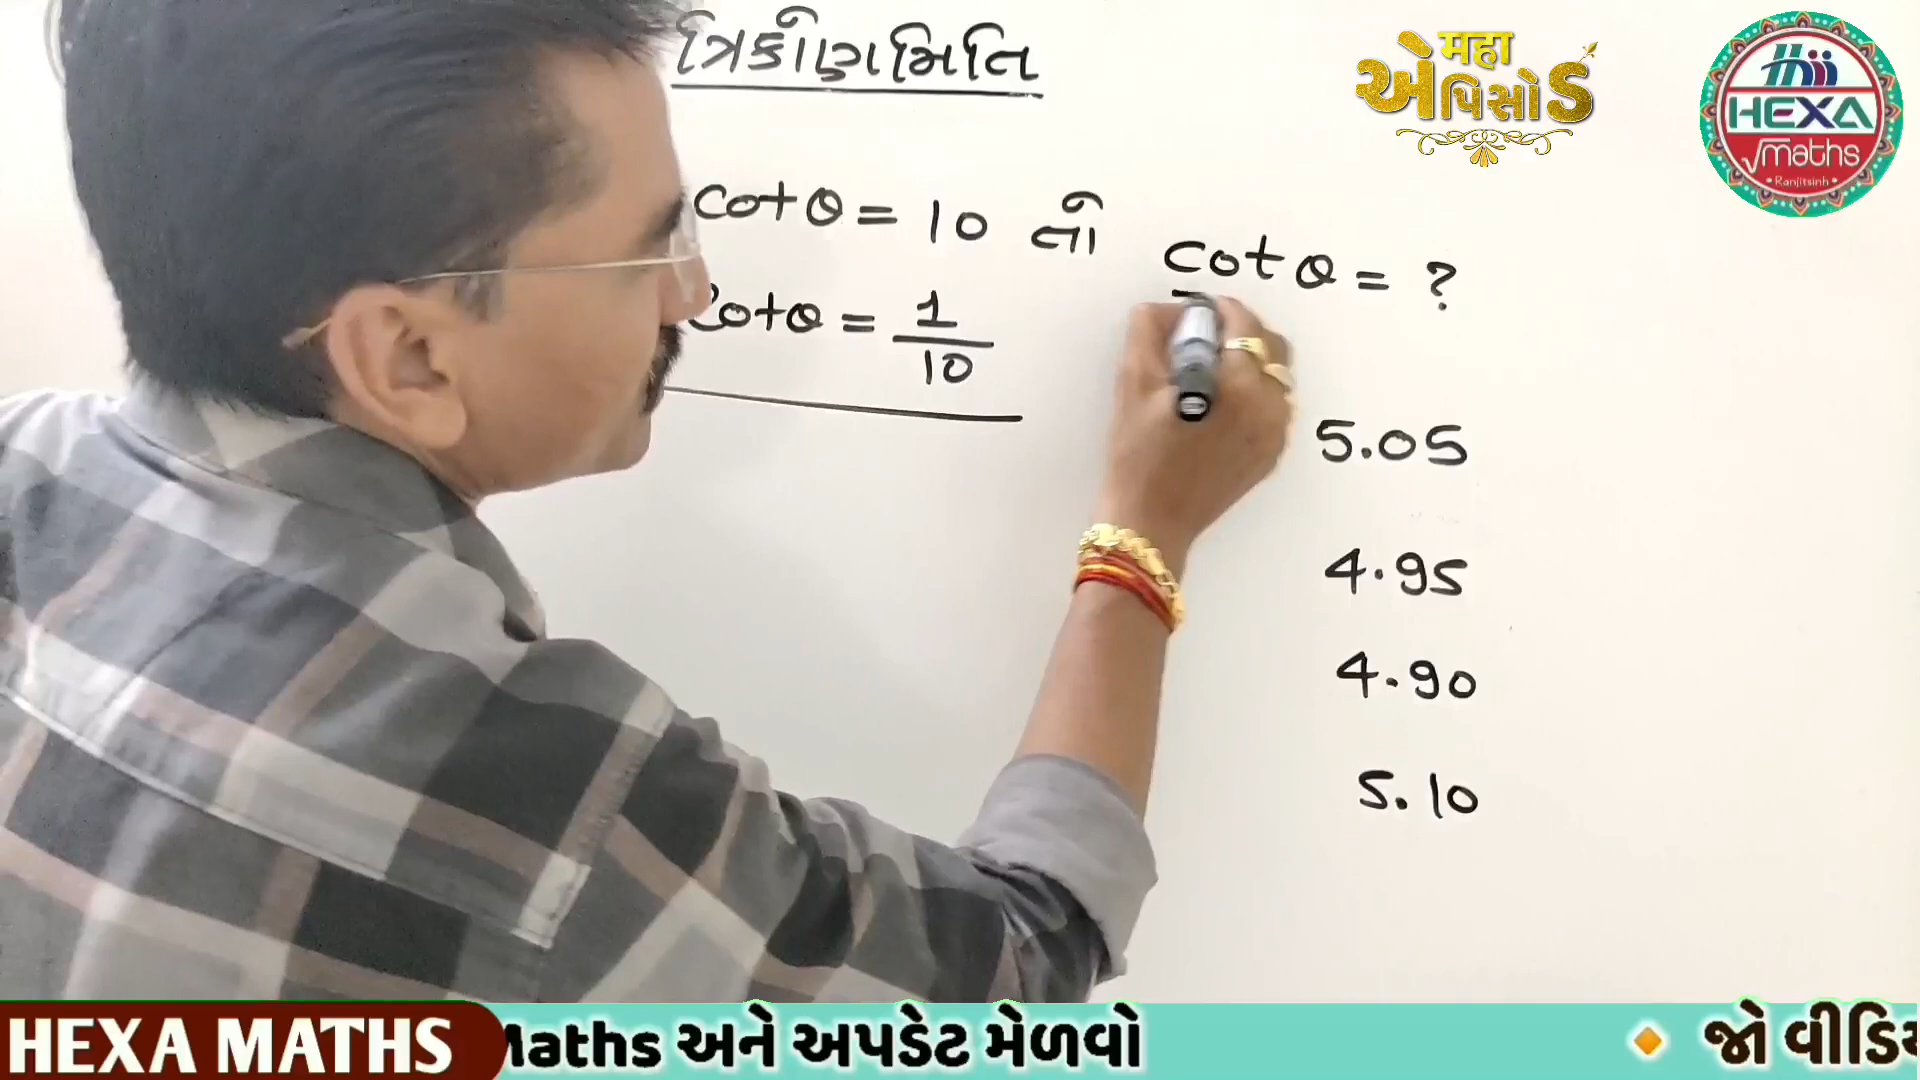 ત્રિકોણમિતિ
મહા
એપિસોડ
HEXA
√maths
Ranjitsinh
cotθ = 10 તો
cotθ = ?
cotθ = 1/10
5.05
4.95
4.90
5.10
HEXA MATHS
Maths અને અપડેટ મેળવો
જો